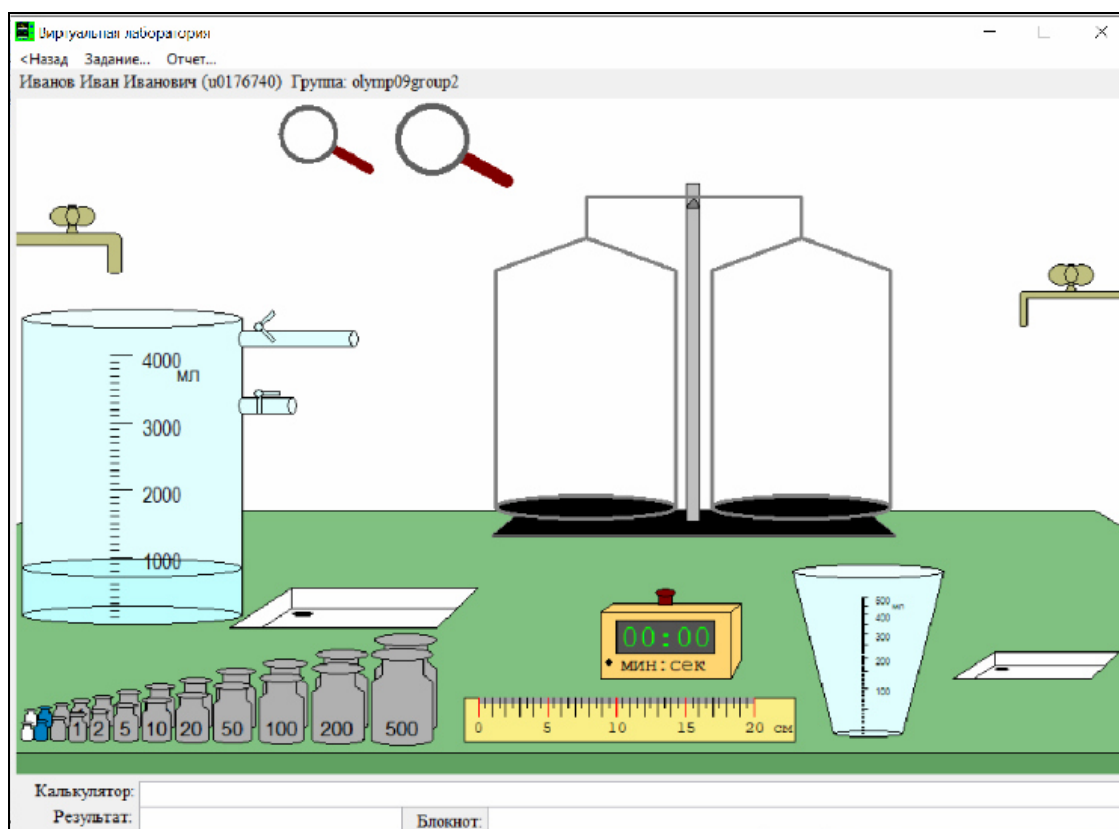 Виртуальная лаборатория
<Назад Задание... Отчет...
Иванов Иван Иванович (u0176740) Группа: olymp09group2
4000
мл
3000
2000
1000
500 мл
400
300
200
100
00:00
мин:сек
1 2 5 10 20 50 100 200 500
0 5 10 15 20 см
Калькулятор:
Результат: Блокнот: